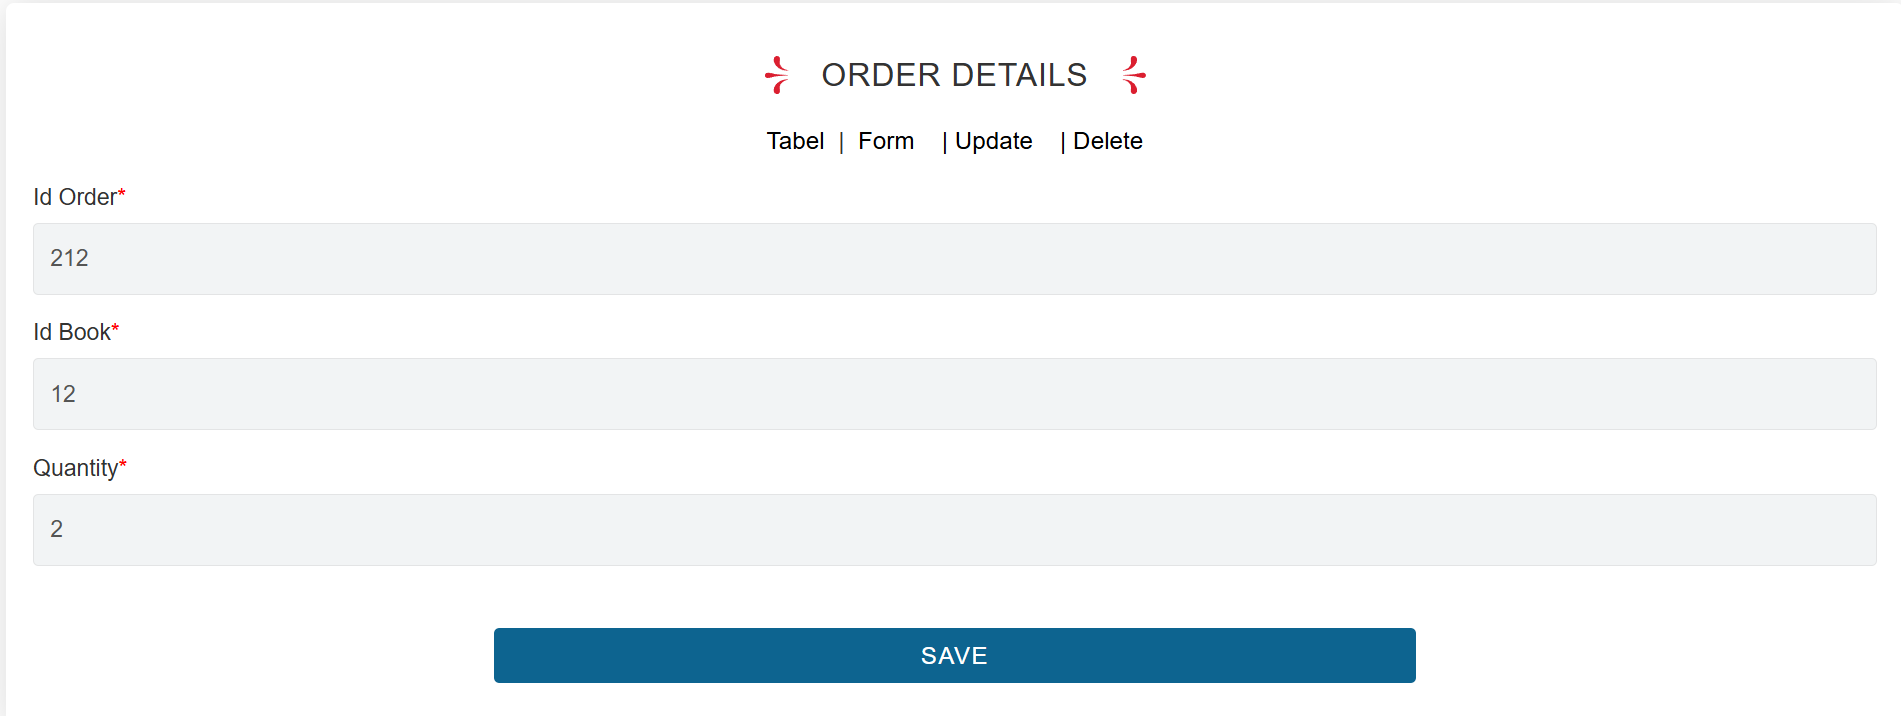 ORDER DETAILS
Tabel | Form | Update | Delete
Id Order*
212
Id Book*
12
Quantity*
2
SAVE